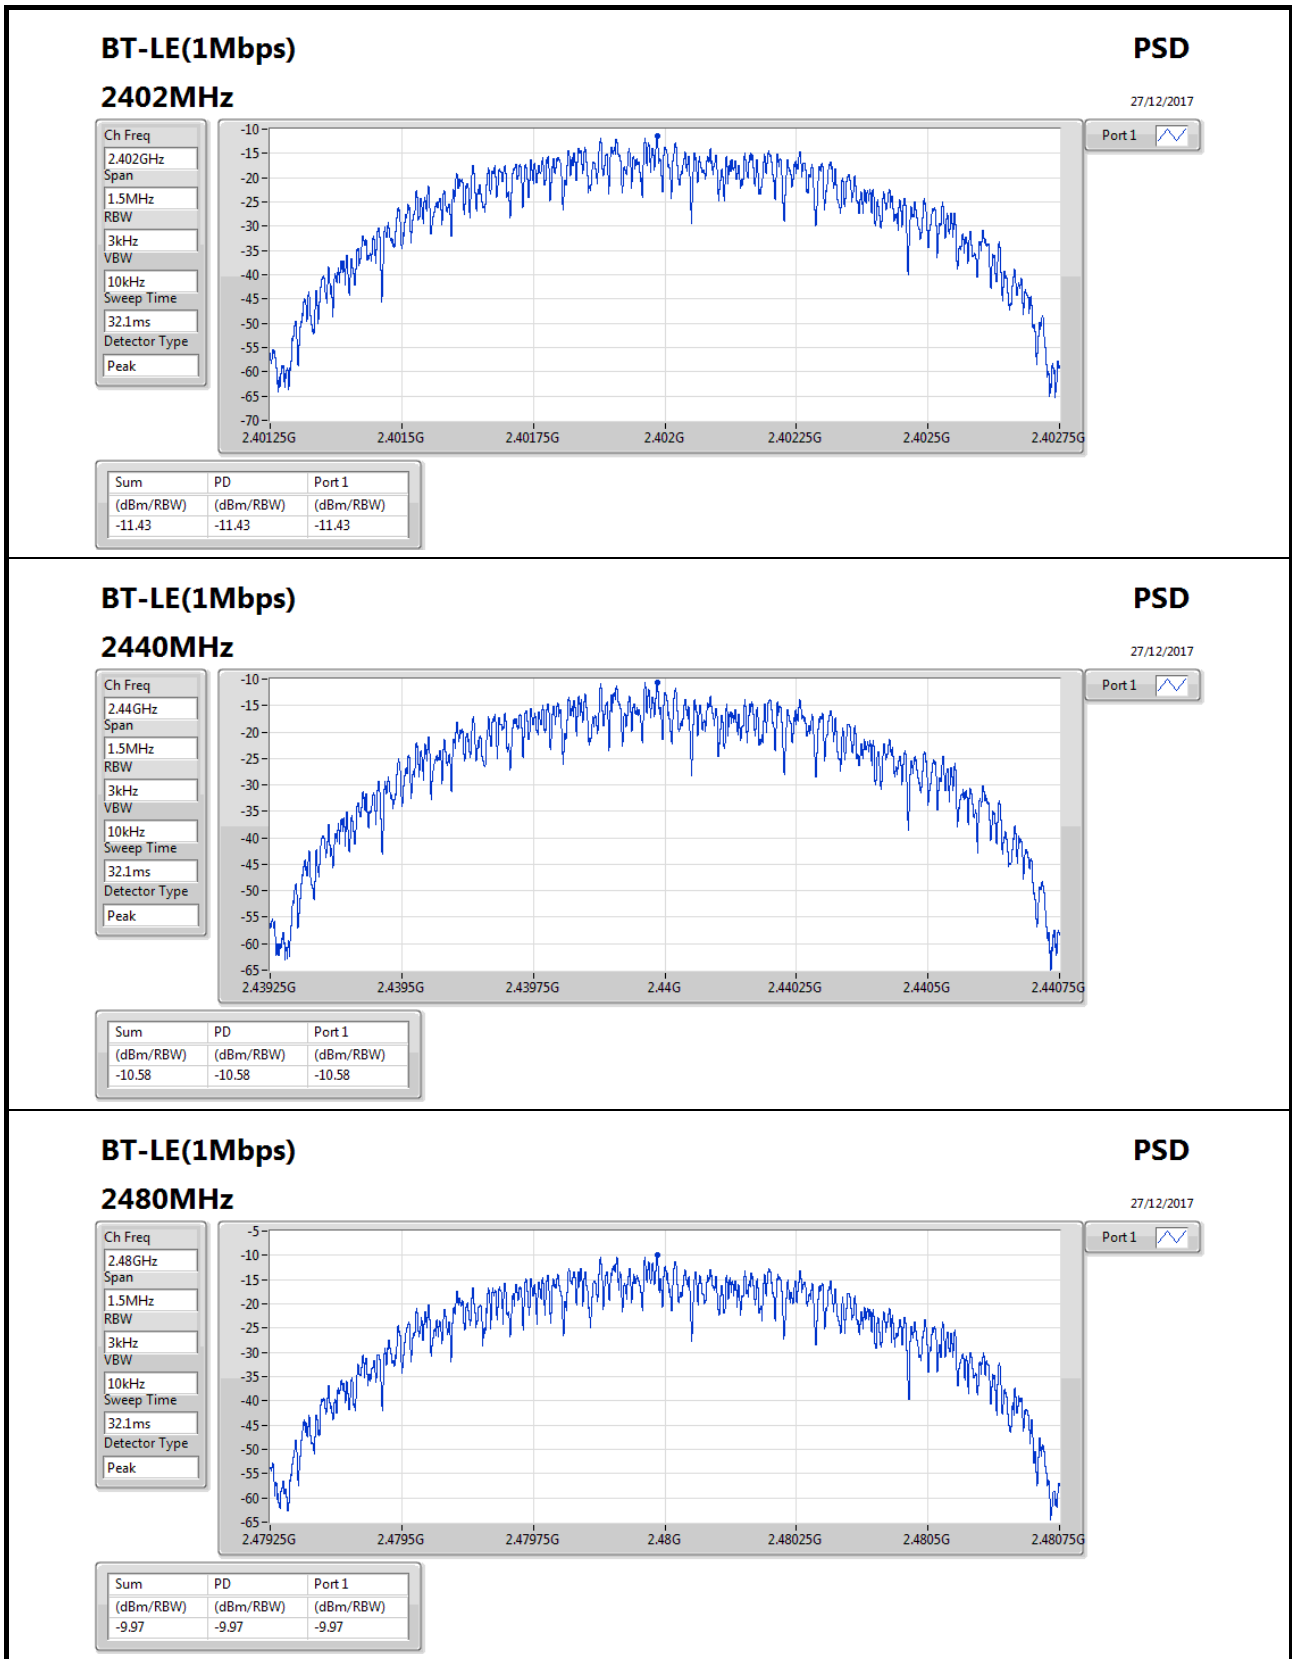 BT-LE(1Mbps)
PSD
2402MHz
27/12/2017
Ch Freq
2.402GHz
Span
1.5MHz
RBW
3kHz
VBW
10kHz
Sweep Time
32.1ms
Detector Type
Peak
-10
-15
-20
-25
-30
-35
-40
-45
-50
-55
-60
-65
-70
2.40125G 2.4015G 2.40175G 2.402G 2.40225G 2.4025G 2.40275G
Port 1
Sum PD Port 1
(dBm/RBW) (dBm/RBW) (dBm/RBW)
-11.43 -11.43 -11.43
BT-LE(1Mbps)
PSD
2440MHz
27/12/2017
Ch Freq
2.44GHz
Span
1.5MHz
RBW
3kHz
VBW
10kHz
Sweep Time
32.1ms
Detector Type
Peak
-10
-15
-20
-25
-30
-35
-40
-45
-50
-55
-60
-65
2.43925G 2.4395G 2.43975G 2.44G 2.44025G 2.4405G 2.44075G
Port 1
Sum PD Port 1
(dBm/RBW) (dBm/RBW) (dBm/RBW)
-10.58 -10.58 -10.58
BT-LE(1Mbps)
PSD
2480MHz
27/12/2017
Ch Freq
2.48GHz
Span
1.5MHz
RBW
3kHz
VBW
10kHz
Sweep Time
32.1ms
Detector Type
Peak
-5
-10
-15
-20
-25
-30
-35
-40
-45
-50
-55
-60
-65
2.47925G 2.4795G 2.47975G 2.48G 2.48025G 2.4805G 2.48075G
Port 1
Sum PD Port 1
(dBm/RBW) (dBm/RBW) (dBm/RBW)
-9.97 -9.97 -9.97